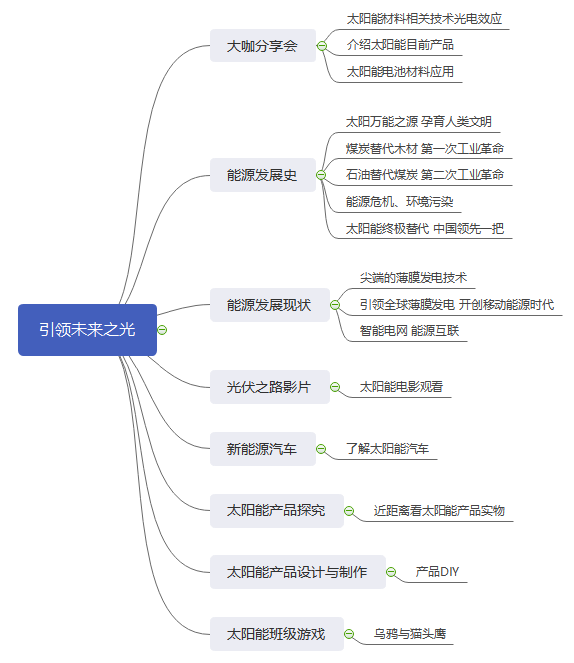 引领未来之光
大咖分享会
太阳能材料相关技术光电效应
介绍太阳能目前产品
太阳能电池材料应用
能源发展史
太阳万能之源 孕育人类文明
煤炭替代木材 第一次工业革命
石油替代煤炭 第二次工业革命
能源危机、环境污染
太阳能终极替代 中国领先一把
能源发展现状
尖端的薄膜发电技术
引领全球薄膜发电 开创移动能源时代
智能电网 能源互联
光伏之路影片
太阳能电影观看
新能源汽车
了解太阳能汽车
太阳能产品探究
近距离看太阳能产品实物
太阳能产品设计与制作
产品DIY
太阳能班级游戏
乌鸦与猫头鹰